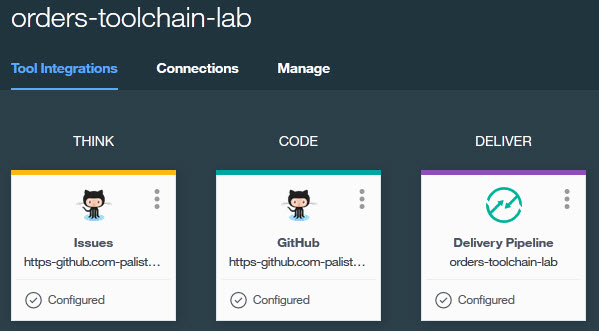 orders-toolchain-lab
Tool Integrations Connections Manage
THINK CODE DELIVER
Issues GitHub Delivery Pipeline
https-github.com-palist… https-github.com-palist… orders-toolchain-lab
Configured Configured Configured